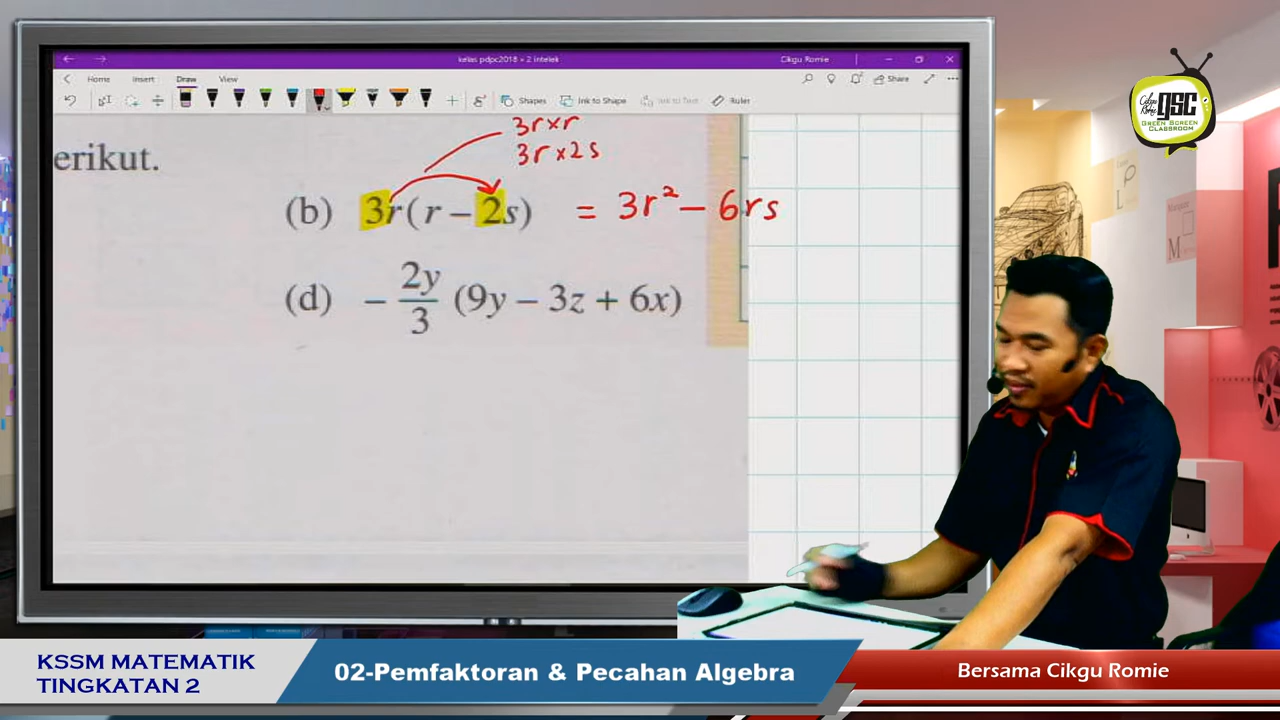 kelas pdpc2018 » 2 intelek
Cikgu Romie
Home Insert Draw View
Share
Shapes Ink to Shape Ink to Text Ruler
3r×r
3r×2s
erikut.
(b) 3r(r – 2s) = 3r² – 6rs
(d) – 2y/3 (9y – 3z + 6x)
Cikgu Romie GSC
GREEN SCREEN
CLASSROOM
L P
M
KSSM MATEMATIK
TINGKATAN 2
02-Pemfaktoran & Pecahan Algebra
Bersama Cikgu Romie